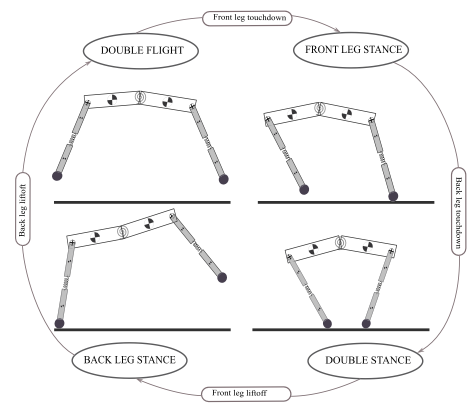 Front leg touchdown
DOUBLE FLIGHT
FRONT LEG STANCE
Back leg liftoft
Back leg touchdown
BACK LEG STANCE
DOUBLE STANCE
Front leg liftoff